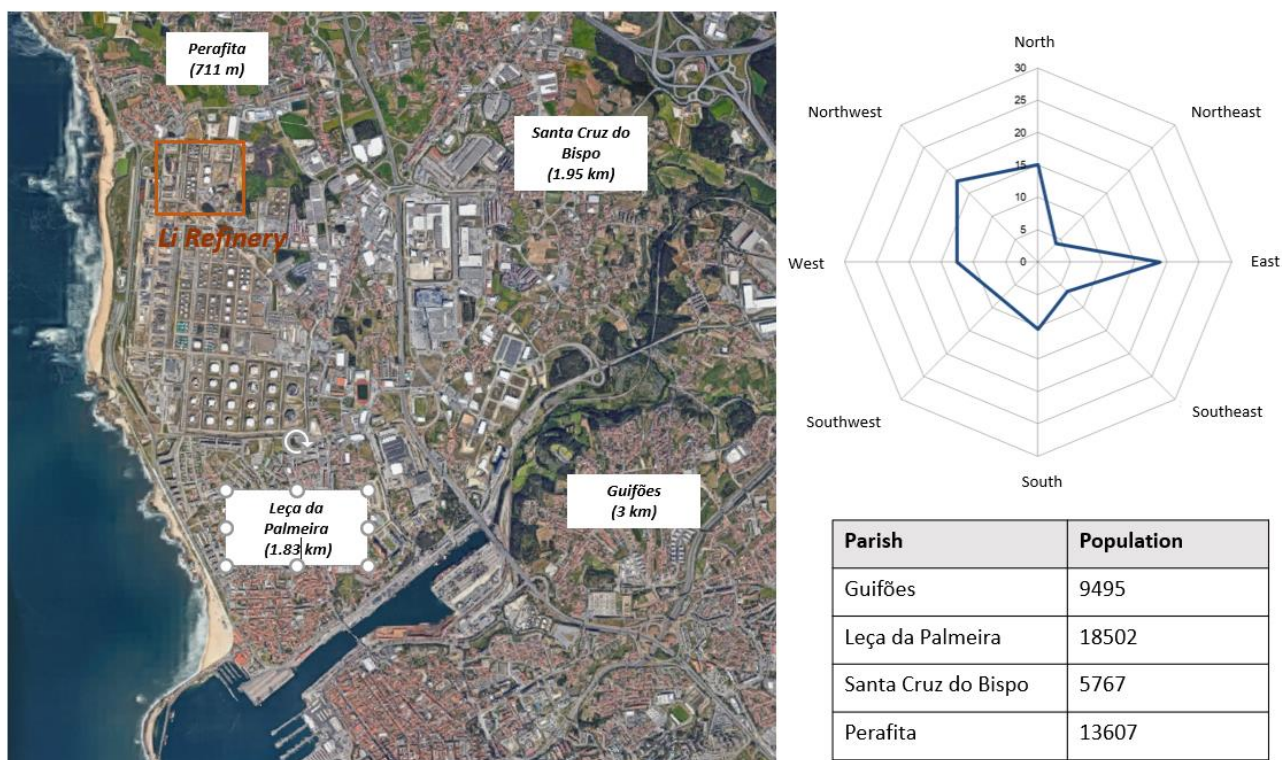 Perafita
(711 m)
Santa Cruz do
Bispo
(1.95 km)
Li Refinery
Guifões
(3 km)
Leça da
Palmeira
(1.83 km)
North
Northeast
East
Southeast
South
Southwest
West
Northwest
30
25
20
15
10
5
0
Parish Population
Guifões 9495
Leça da Palmeira 18502
Santa Cruz do Bispo 5767
Perafita 13607